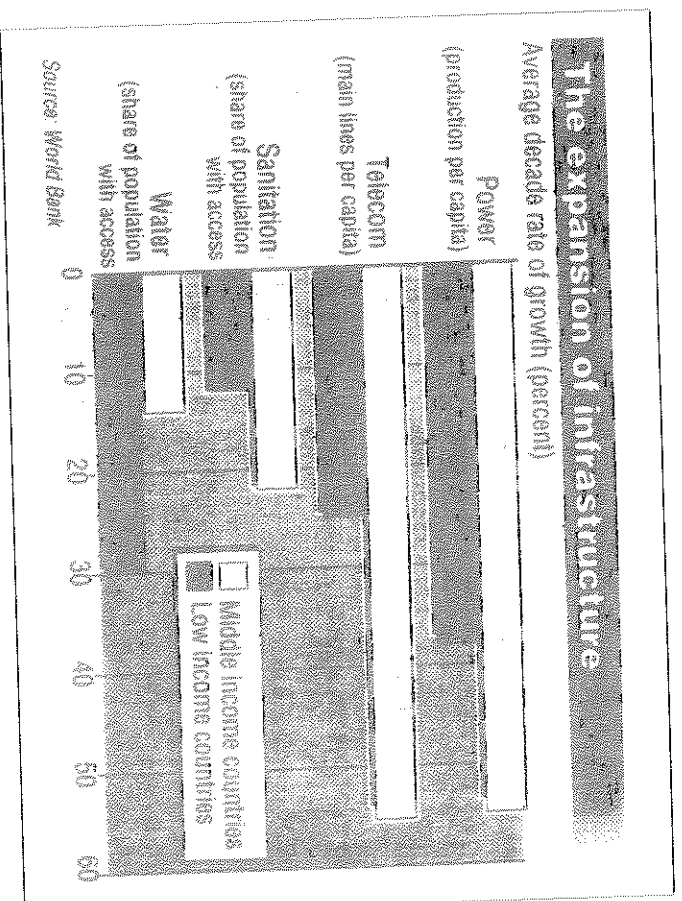 The expansion of infrastructure
Average decade rate of growth (percent)
Power
(production per capita)
Telecom
(main lines per capita)
Sanitation
(share of population
with access
Water
(share of population
with access
0 10 20 30 40 50 60
Middle income countries
Low income countries
Source: World Bank